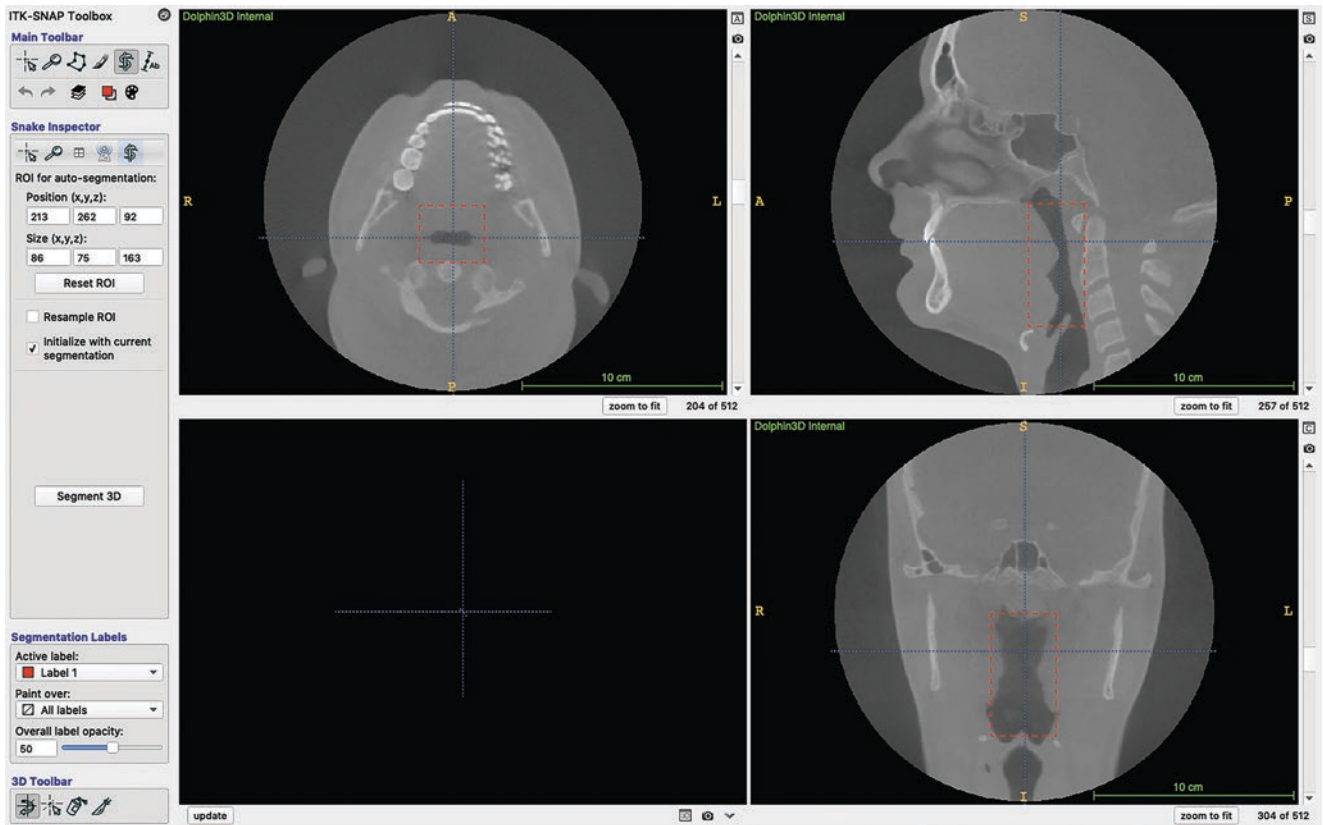 ITK-SNAP Toolbox
Main Toolbar
Ab
Snake Inspector
ROI for auto-segmentation:
Position (x,y,z):
213 262 92
Size (x,y,z):
86 75 163
Reset ROI
Resample ROI
Initialize with current
segmentation
Segment 3D
Segmentation Labels
Active label:
Label 1
Paint over:
All labels
Overall label opacity:
50
3D Toolbar
Dolphin3D Internal
A
R
L
P
10 cm
A
zoom to fit 204 of 512
Dolphin3D Internal
S
A
P
I
10 cm
S
zoom to fit 257 of 512
update
Dolphin3D Internal
S
R
L
I
10 cm
C
zoom to fit 304 of 512